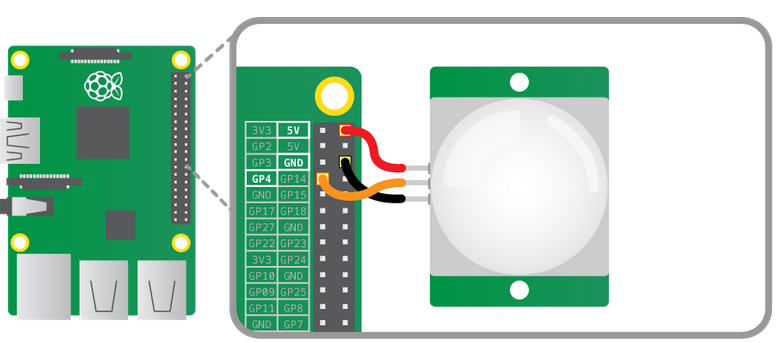 3V3 5V
GP2 5V
GP3 GND
GP4 GP14
GND GP15
GP17 GP18
GP27 GND
GP22 GP23
3V3 GP24
GP10 GND
GP09 GP25
GP11 GP8
GND GP7